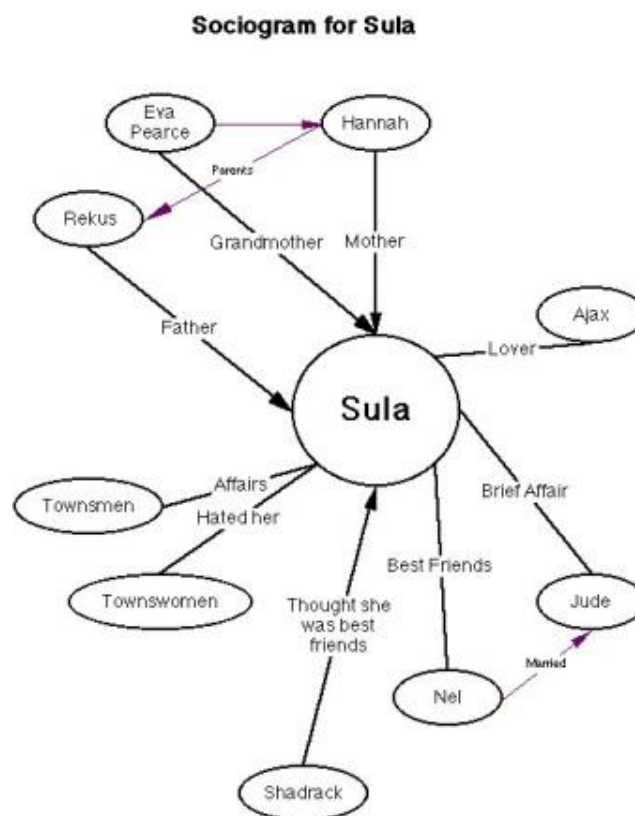 Sociogram for Sula
Eva
Pearce
Hannah
Parents
Rekus
Grandmother
Mother
Father
Ajax
Lover
Sula
Affairs
Townsmen
Hated her
Brief Affair
Best Friends
Townswomen
Thought she
was best
friends
Jude
Married
Nel
Shadrack